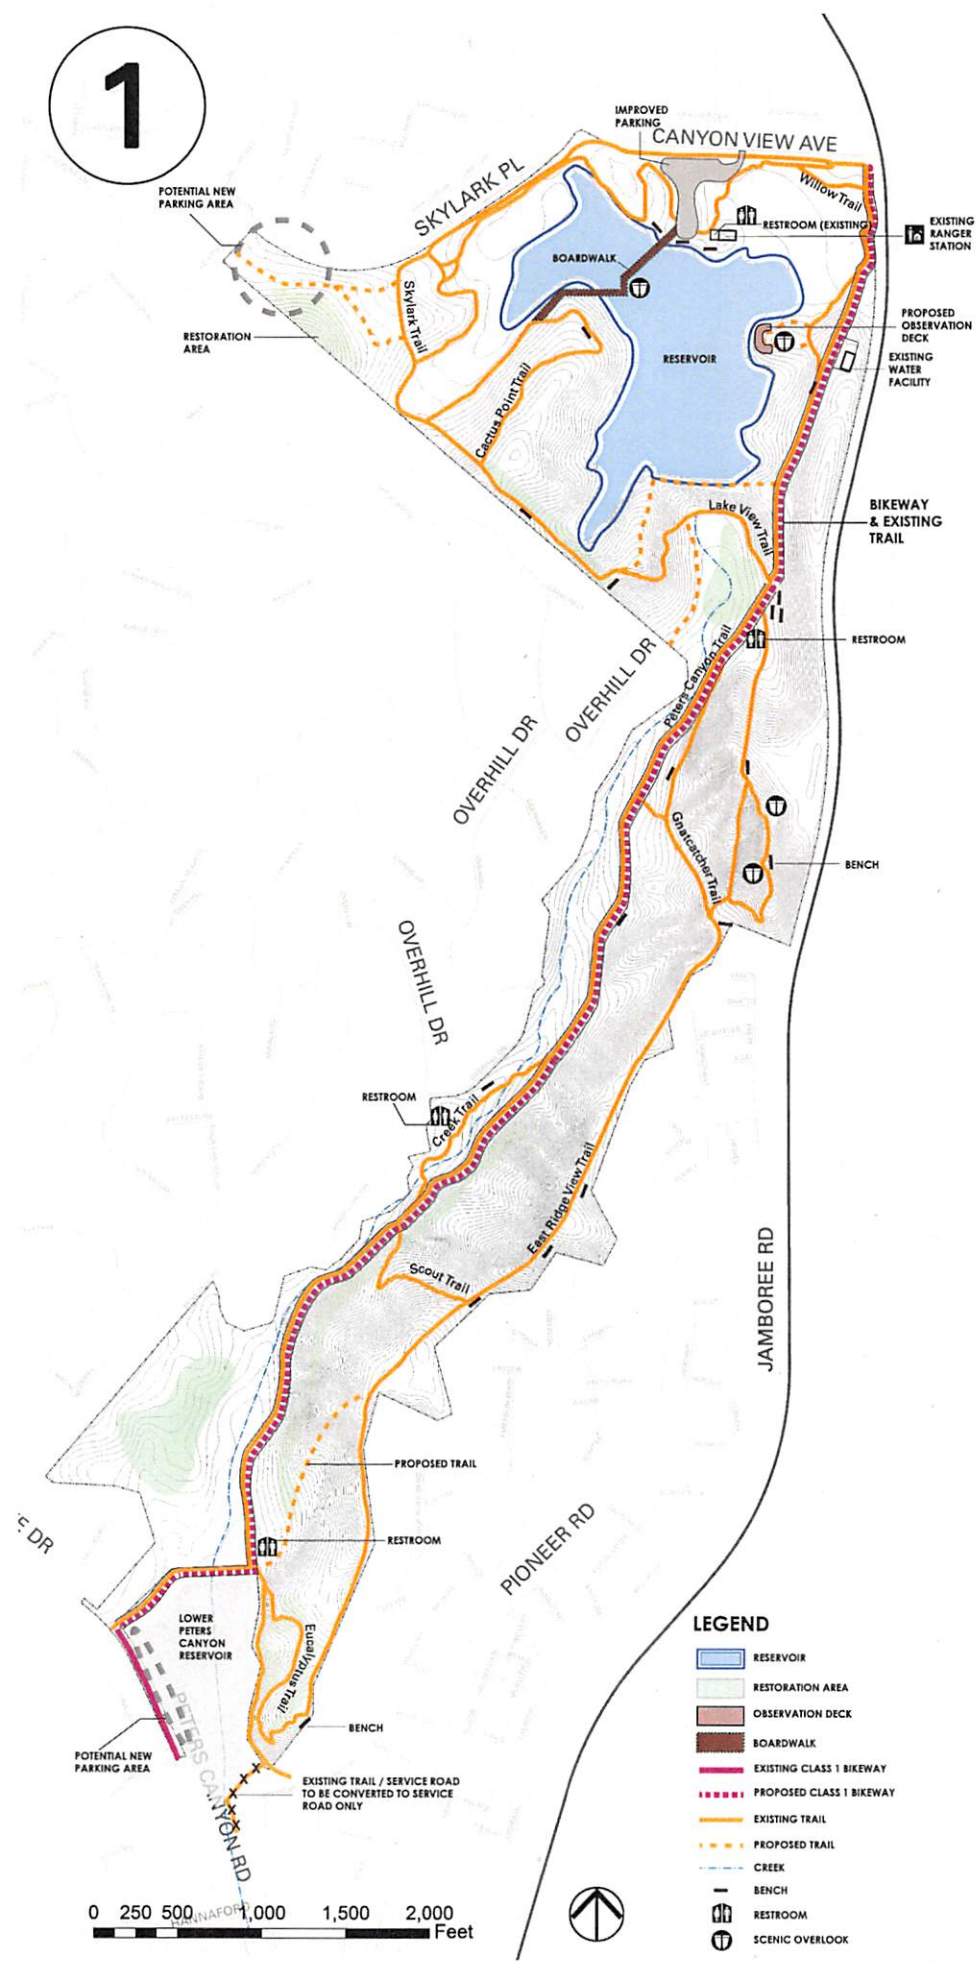 1
IMPROVED
PARKING
CANYON VIEW AVE
SKYLARK PL
POTENTIAL NEW
PARKING AREA
Willow Trail
RESTROOM (EXISTING)
EXISTING
RANGER
STATION
BOARDWALK
Skylark Trail
RESTORATION
AREA
PROPOSED
OBSERVATION
DECK
RESERVOIR
EXISTING
WATER
FACILITY
Cactus Point Trail
Lake View Trail
BIKEWAY
& EXISTING
TRAIL
RESTROOM
Peters Canyon Trail
OVERHILL DR
OVERHILL DR
Gnatcatcher Trail
BENCH
OVERHILL DR
RESTROOM
Creek Trail
East Ridge View Trail
Scout Trail
JAMBOREE RD
PROPOSED TRAIL
RESTROOM
E DR
PIONEER RD
LOWER
PETERS
CANYON
RESERVOIR
Eucalyptus Trail
BENCH
POTENTIAL NEW
PARKING AREA
PETERS CANYON RD
EXISTING TRAIL / SERVICE ROAD
TO BE CONVERTED TO SERVICE
ROAD ONLY
HANNAFORD
0 250 500 1,000 1,500 2,000
Feet
LEGEND
RESERVOIR
RESTORATION AREA
OBSERVATION DECK
BOARDWALK
EXISTING CLASS 1 BIKEWAY
PROPOSED CLASS 1 BIKEWAY
EXISTING TRAIL
PROPOSED TRAIL
CREEK
BENCH
RESTROOM
SCENIC OVERLOOK